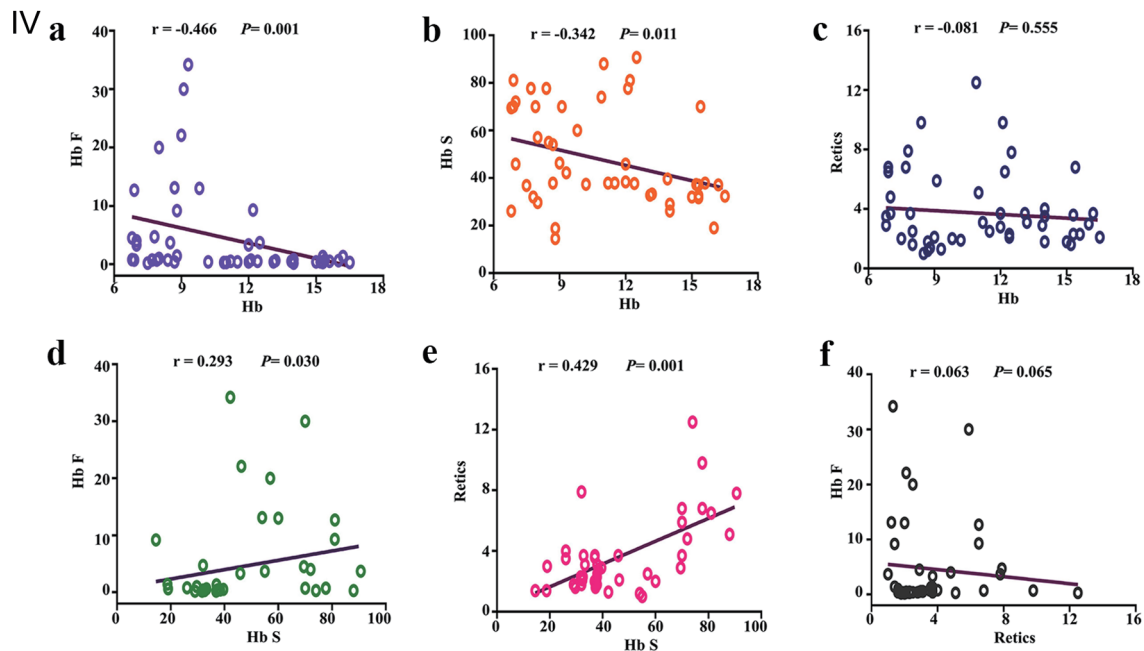 IV
a
r = -0.466 P= 0.001
40
30
20
10
0
Hb F
6 9 12 15 18
Hb
b
r = -0.342 P= 0.011
100
80
60
40
20
0
Hb S
6 9 12 15 18
Hb
c
r = -0.081 P= 0.555
16
12
8
4
0
Retics
6 9 12 15 18
Hb
d
r = 0.293 P= 0.030
40
30
20
10
0
Hb F
0 20 40 60 80 100
Hb S
e
r = 0.429 P= 0.001
16
12
8
4
0
Retics
0 20 40 60 80 100
Hb S
f
r = 0.063 P= 0.065
40
30
20
10
0
Hb F
0 4 8 12 16
Retics